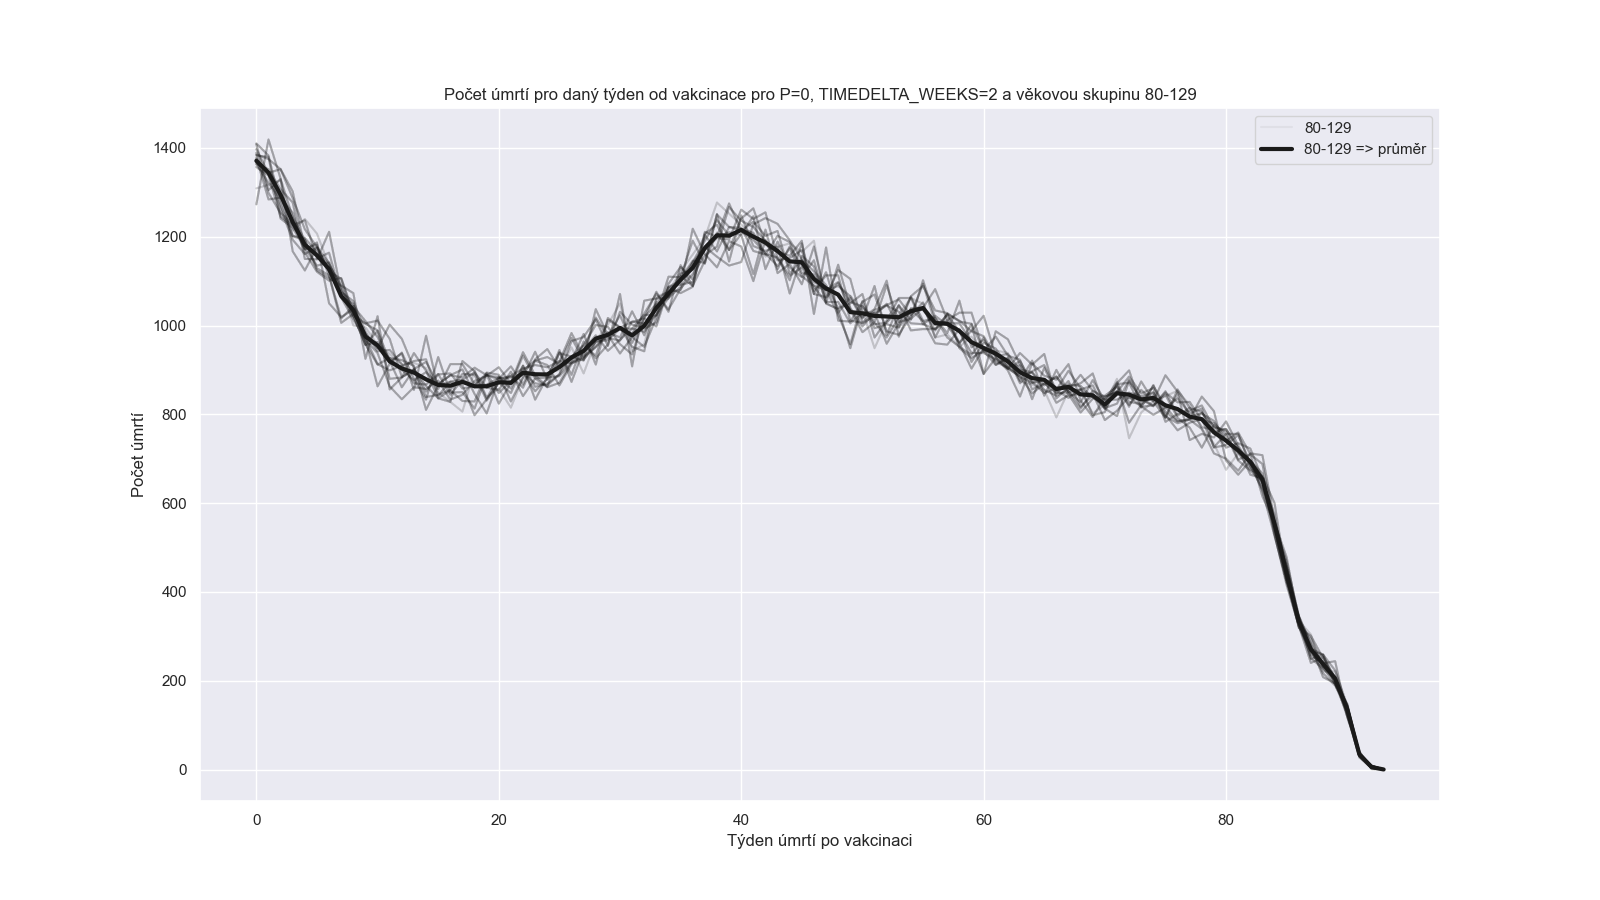 Počet úmrtí pro daný týden od vakcinace pro P=0, TIMEDELTA_WEEKS=2 a věkovou skupinu 80-129
80-129
80-129 => průměr
1400
1200
1000
800
600
400
200
0
Počet úmrtí
0 20 40 60 80
Týden úmrtí po vakcinaci